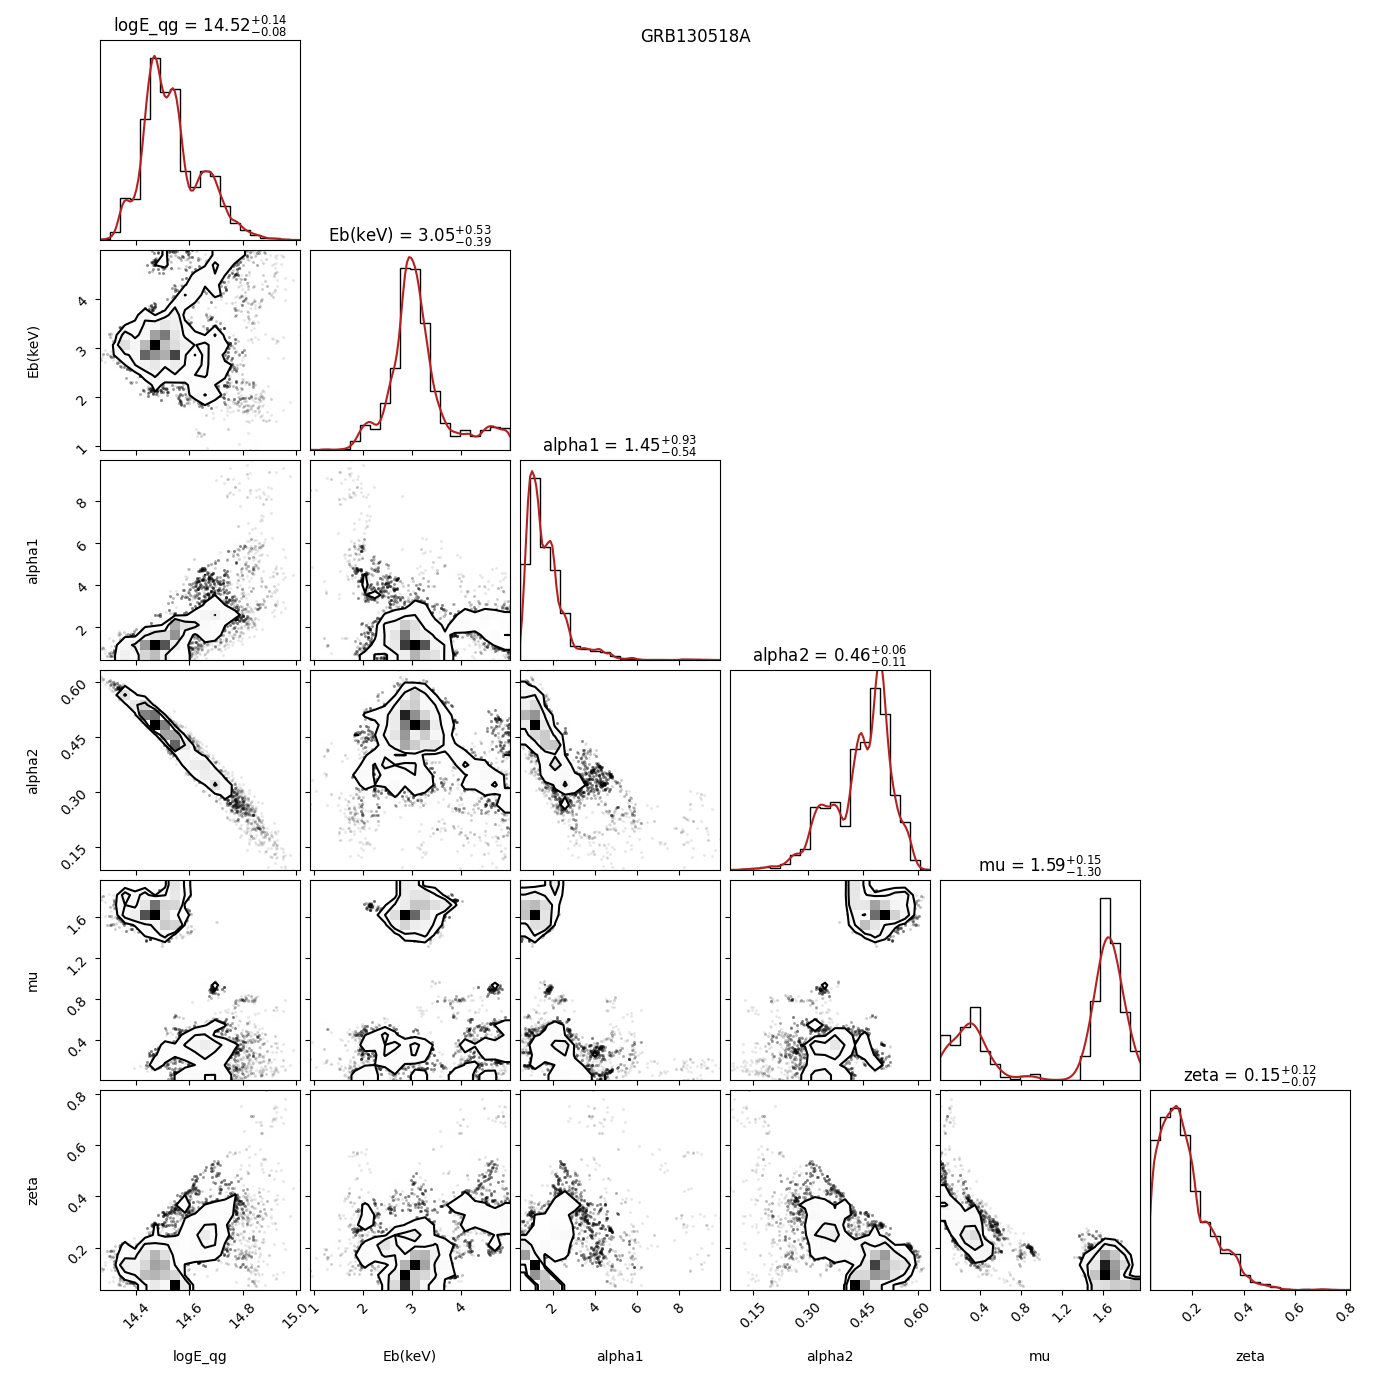 GRB130518A
logE_qg = 14.52 +0.14 −0.08
Eb(keV) = 3.05 +0.53 −0.39
4
3
2
1
Eb(keV)
alpha1 = 1.45 +0.93 −0.54
8
6
4
2
alpha1
alpha2 = 0.46 +0.06 −0.11
0.60
0.45
0.30
0.15
alpha2
mu = 1.59 +0.15 −1.30
1.6
1.2
0.8
0.4
mu
zeta = 0.15 +0.12 −0.07
0.8
0.6
0.4
0.2
zeta
14.4 14.6 14.8 15.0 1 2 3 4 2 4 6 8 0.15 0.30 0.45 0.60 0.4 0.8 1.2 1.6 0.2 0.4 0.6 0.8
logE_qg Eb(keV) alpha1 alpha2 mu zeta